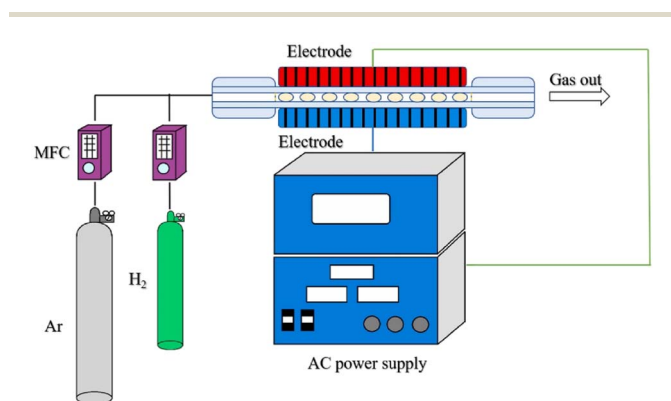 Electrode
Gas out
Electrode
MFC
H₂
Ar
AC power supply